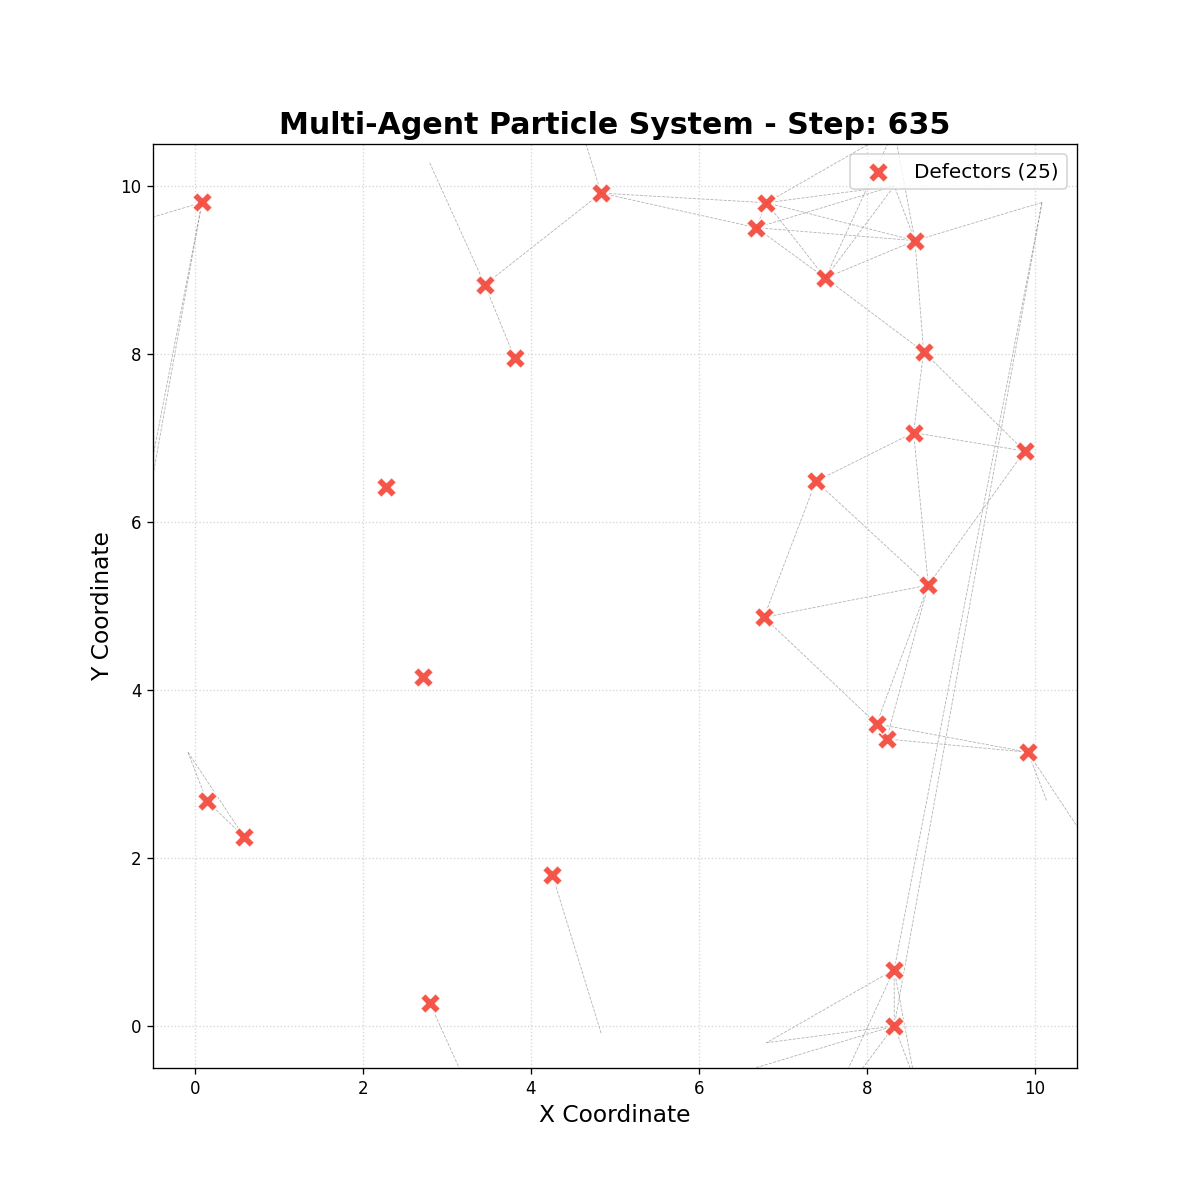 Multi-Agent Particle System - Step: 635
Defectors (25)
10
8
6
4
2
0
Y Coordinate
0 2 4 6 8 10
X Coordinate